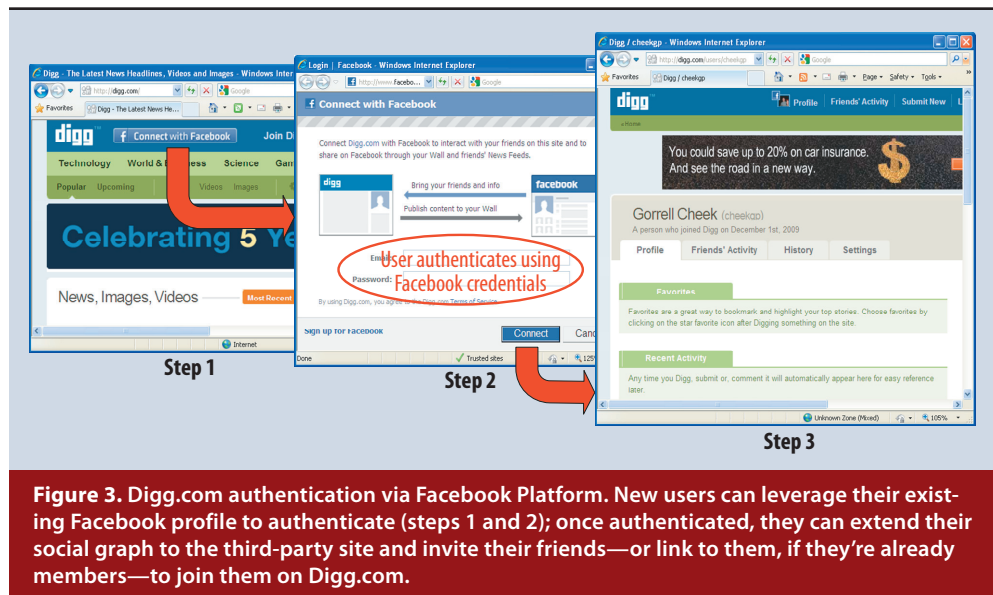 Digg - The Latest News Headlines, Videos and Images - Windows Inter
http://digg.com/
Google
Favorites
Digg - The Latest News He...
digg
Connect with Facebook
Join Di
Technology
World & B
ess
Science
Gam
Popular
Upcoming
Videos
Images
Celebrating 5 Ye
News, Images, Videos
Most Recent
Internet
Step 1
Login | Facebook - Windows Internet Explorer
http://www.facebo...
Google
Connect with Facebook
Connect Digg.com with Facebook to interact with your friends on this site and to
share on Facebook through your Wall and friends' News Feeds.
digg
Bring your friends and info
Publish content to your Wall
facebook
Email:
Password:
User authenticates using
Facebook credentials
By using Digg.com, you agree to the Digg.com Terms of Service.
Sign up for Facebook
Connect
Canc
Done
Trusted sites
125%
Step 2
Digg / cheekgp - Windows Internet Explorer
http://digg.com/users/cheekgp
Google
Favorites
Digg / cheekgp
Page
Safety
Tools
digg
Profile
Friends' Activity
Submit New
L
Home
You could save up to 20% on car insurance.
And see the road in a new way.
Gorrell Cheek (cheekgp)
A person who joined Digg on December 1st, 2009
Profile
Friends' Activity
History
Settings
Favorites
Favorites are a great way to bookmark and highlight your top stories. Choose favorites by
clicking on the star favorite icon after Digging something on the site.
Recent Activity
Any time you Digg, submit or, comment it will automatically appear here for easy reference
later.
Unknown Zone (Mixed)
105%
Step 3
Figure 3. Digg.com authentication via Facebook Platform. New users can leverage their exist-
ing Facebook profile to authenticate (steps 1 and 2); once authenticated, they can extend their
social graph to the third-party site and invite their friends—or link to them, if they're already
members—to join them on Digg.com.